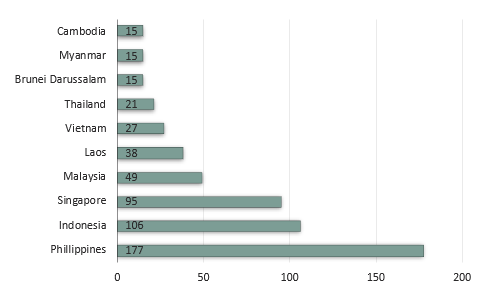 Cambodia 15
Myanmar 15
Brunei Darussalam 15
Thailand 21
Vietnam 27
Laos 38
Malaysia 49
Singapore 95
Indonesia 106
Phillippines 177
0 50 100 150 200